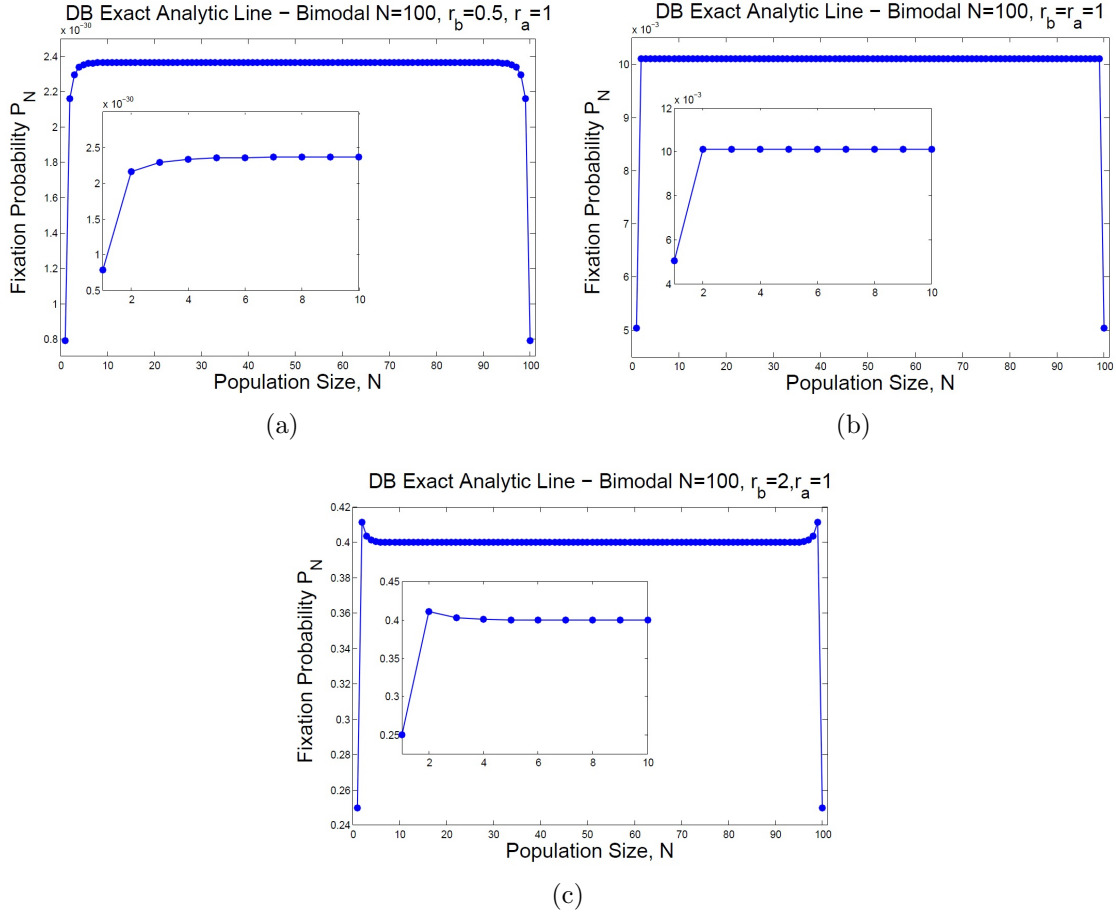 DB Exact Analytic Line − Bimodal N=100, r_b=0.5, r_a=1
x 10^-30
2.4
2.2
2
1.8
1.6
1.4
1.2
1
0.8
Fixation Probability P_N
x 10^-30
3
2.5
2
1.5
1
0.5
2 4 6 8 10
0 10 20 30 40 50 60 70 80 90 100
Population Size, N
(a)
DB Exact Analytic Line − Bimodal N=100, r_b=r_a=1
x 10^-3
10
9
8
7
6
5
Fixation Probability P_N
x 10^-3
12
10
8
6
4
2 4 6 8 10
0 10 20 30 40 50 60 70 80 90 100
Population Size, N
(b)
DB Exact Analytic Line − Bimodal N=100, r_b=2,r_a=1
0.42
0.4
0.38
0.36
0.34
0.32
0.3
0.28
0.26
0.24
Fixation Probability P_N
0.45
0.4
0.35
0.3
0.25
2 4 6 8 10
0 10 20 30 40 50 60 70 80 90 100
Population Size, N
(c)